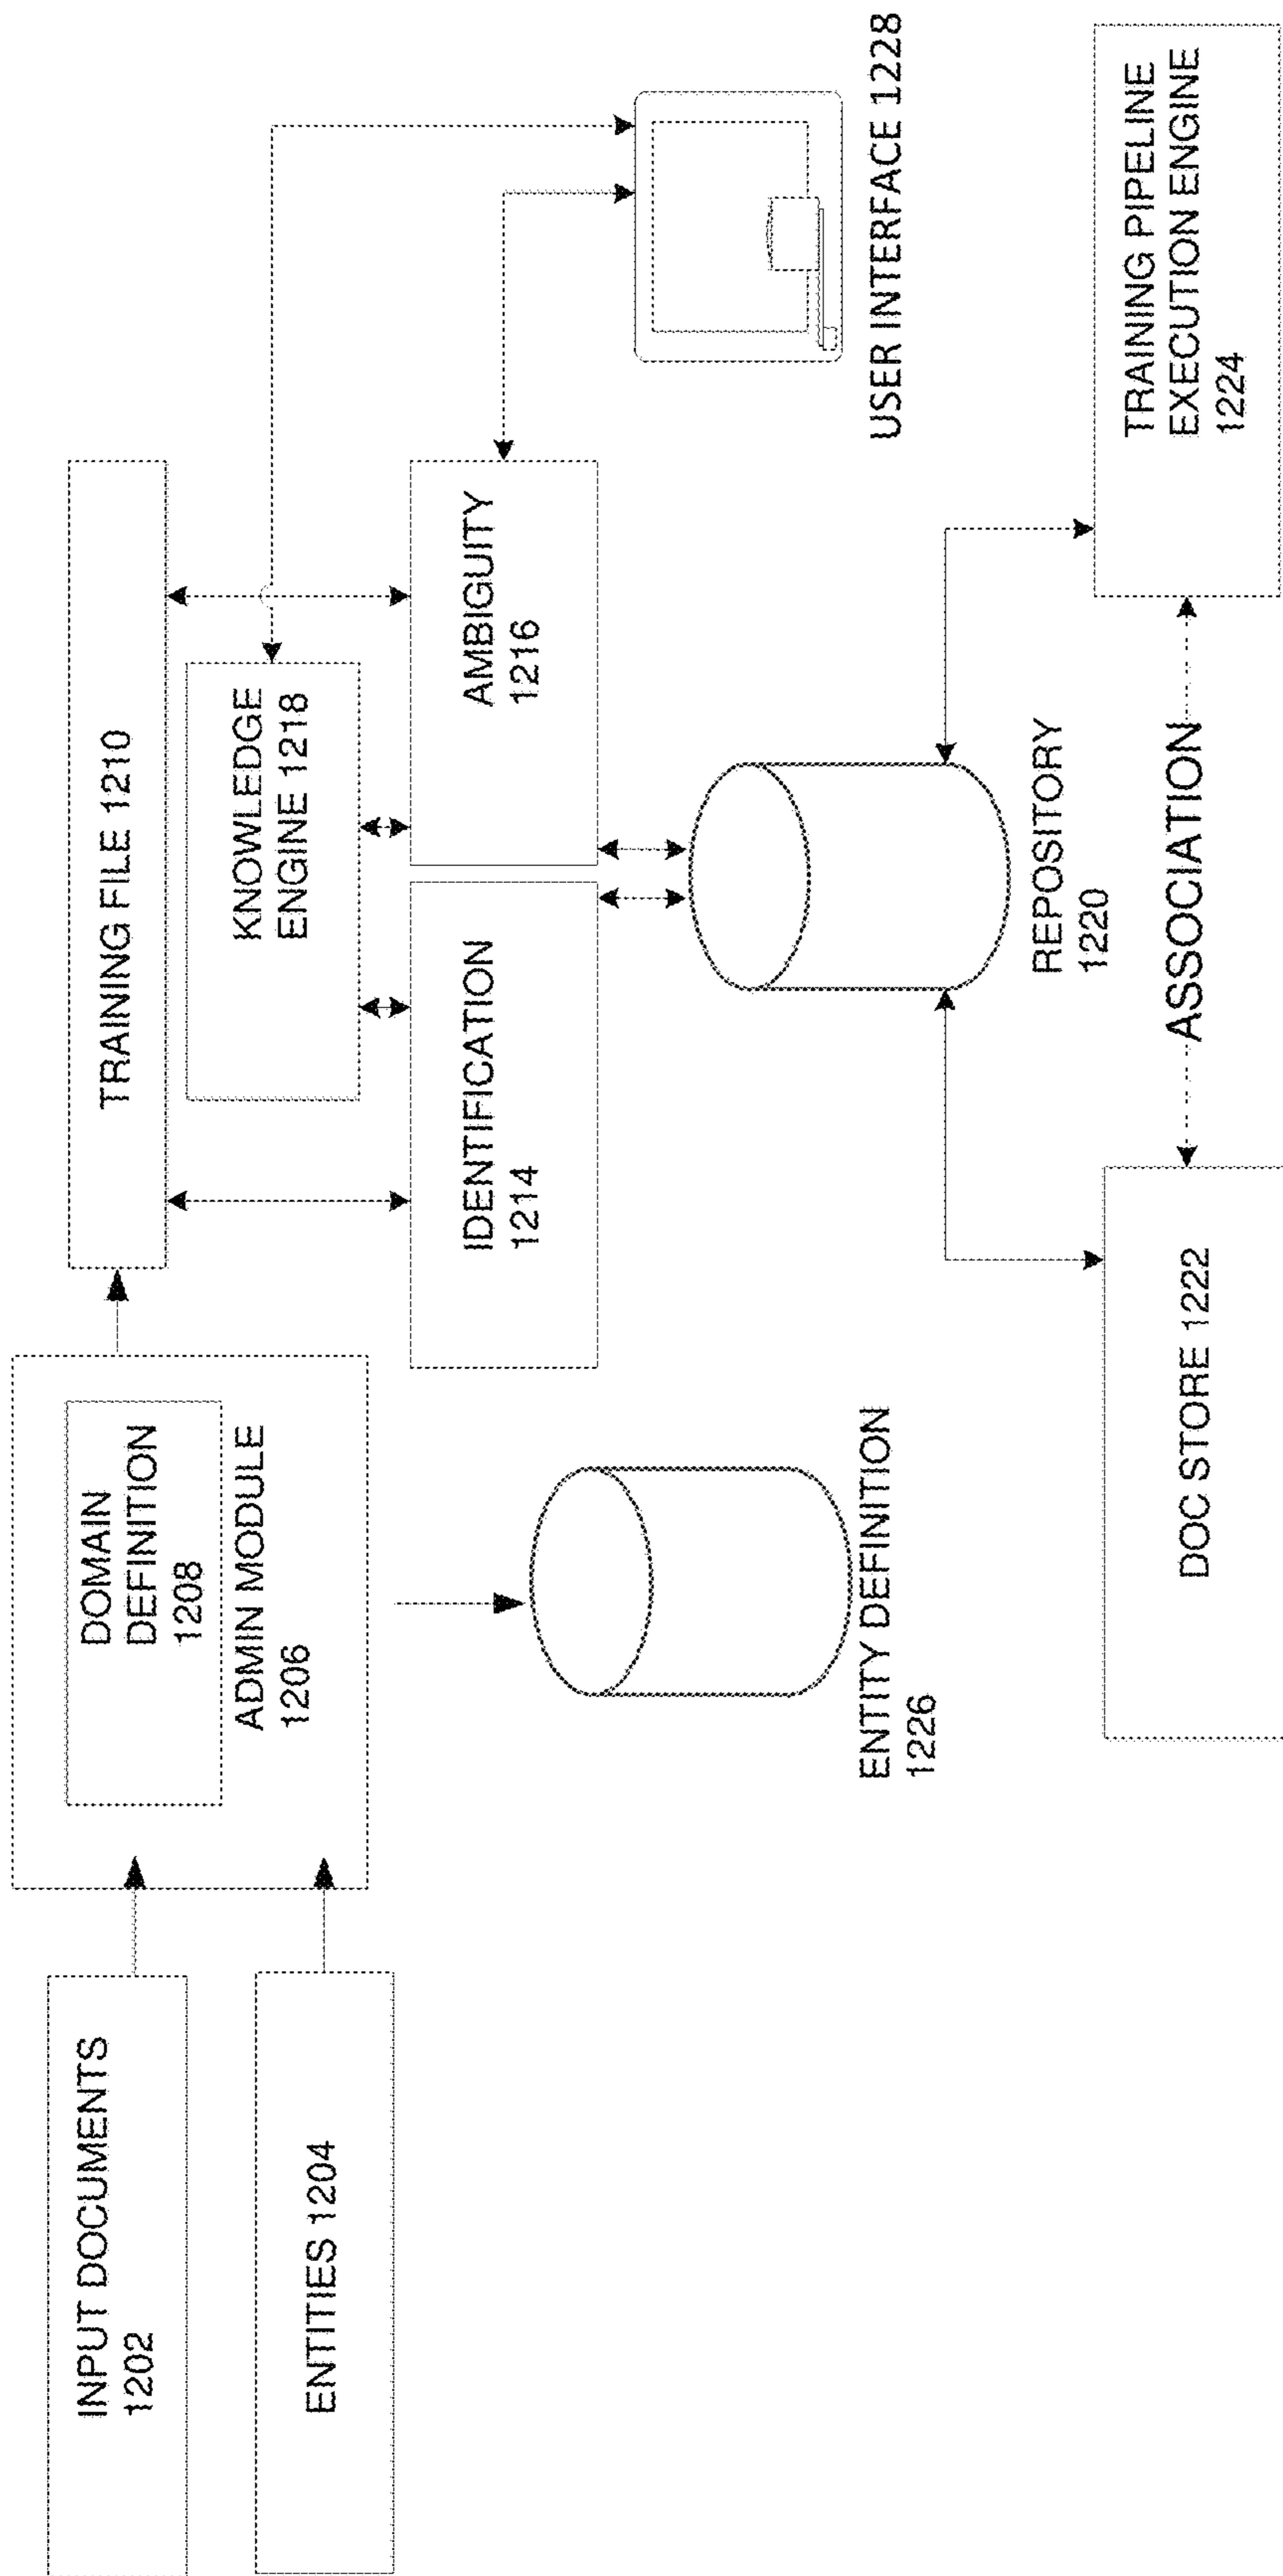 INPUT DOCUMENTS
1202
ENTITIES 1204
DOMAIN
DEFINITION
1208
ADMIN MODULE
1206
ENTITY DEFINITION
1226
TRAINING FILE 1210
KNOWLEDGE
ENGINE 1218
IDENTIFICATION
1214
AMBIGUITY
1216
USER INTERFACE 1228
REPOSITORY
1220
DOC STORE 1222
ASSOCIATION
TRAINING PIPELINE
EXECUTION ENGINE
1224